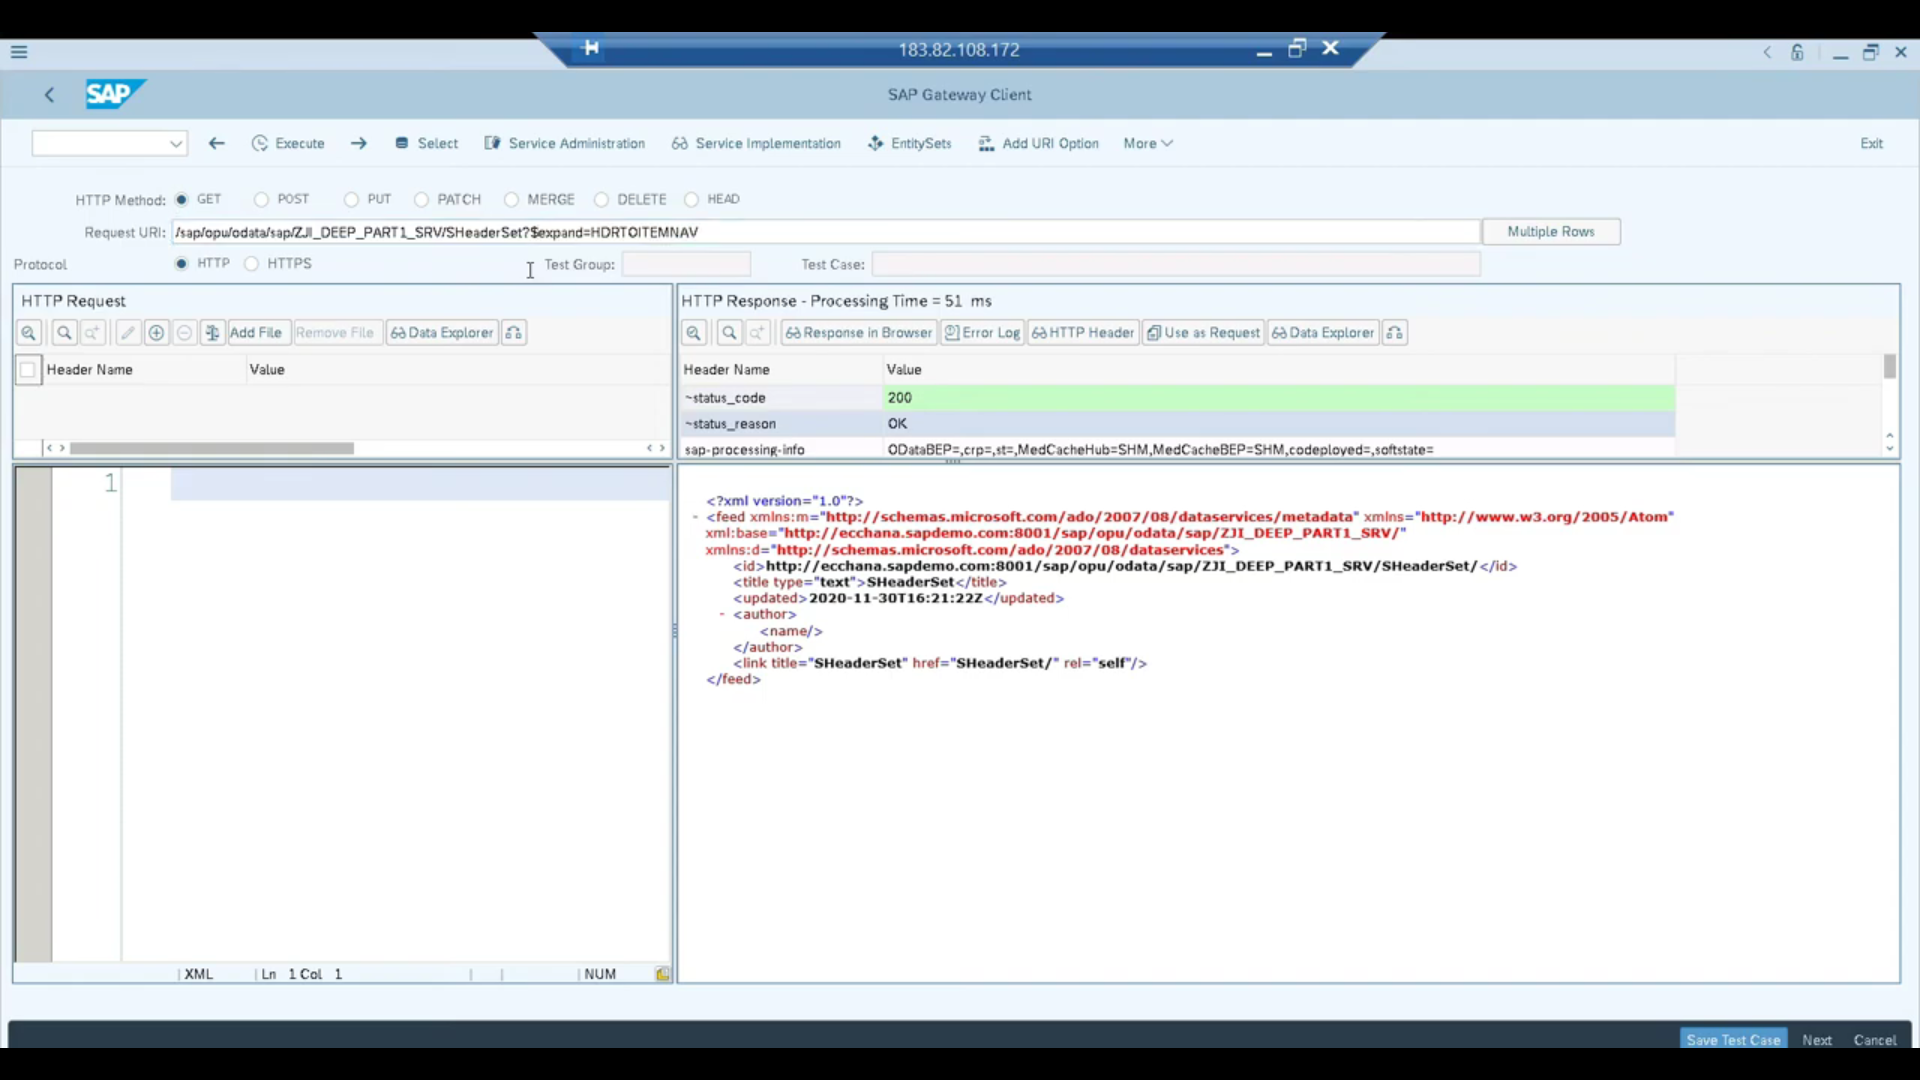 183.82.108.172
SAP
SAP Gateway Client
Execute
Select
Service Administration
Service Implementation
EntitySets
Add URI Option
More
Exit
HTTP Method: GET POST PUT PATCH MERGE DELETE HEAD
Request URI: /sap/opu/odata/sap/ZJI_DEEP_PART1_SRV/SHeaderSet?$expand=HDRTOITEMNAV
Multiple Rows
Protocol HTTP HTTPS Test Group: Test Case:
HTTP Request
Add File Remove File Data Explorer
Header Name Value
1
XML Ln 1 Col 1 NUM
HTTP Response - Processing Time = 51 ms
Response in Browser Error Log HTTP Header Use as Request Data Explorer
Header Name Value
~status_code 200
~status_reason OK
sap-processing-info ODataBEP=,crp=,st=,MedCacheHub=SHM,MedCacheBEP=SHM,codeployed=,softstate=
<?xml version="1.0"?>
- <feed xmlns:m="http://schemas.microsoft.com/ado/2007/08/dataservices/metadata" xmlns="http://www.w3.org/2005/Atom"
xml:base="http://ecchana.sapdemo.com:8001/sap/opu/odata/sap/ZJI_DEEP_PART1_SRV/"
xmlns:d="http://schemas.microsoft.com/ado/2007/08/dataservices">
<id>http://ecchana.sapdemo.com:8001/sap/opu/odata/sap/ZJI_DEEP_PART1_SRV/SHeaderSet/</id>
<title type="text">SHeaderSet</title>
<updated>2020-11-30T16:21:22Z</updated>
- <author>
<name/>
</author>
<link title="SHeaderSet" href="SHeaderSet/" rel="self"/>
</feed>
Save Test Case Next Cancel